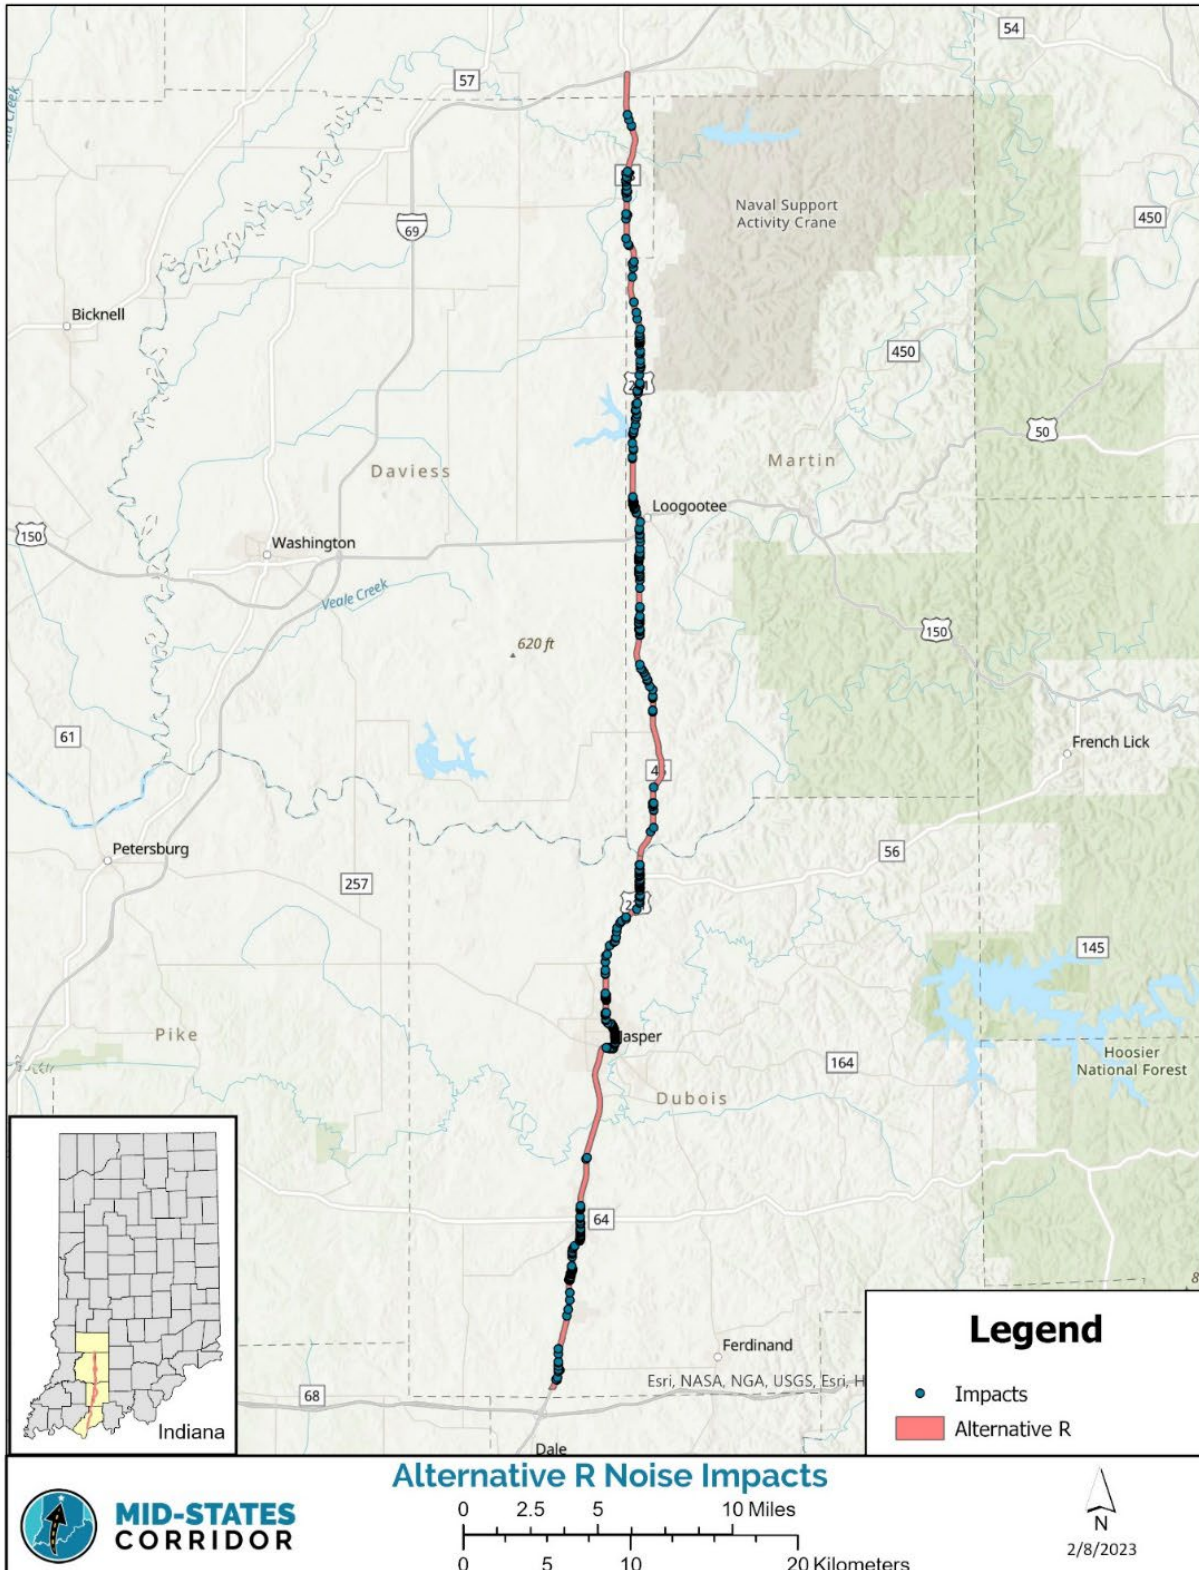 54
57
Naval Support
Activity Crane
450
69
Bicknell
450
50
Daviess
Martin
Loogootee
150
Washington
Veale Creek
150
620 ft
61
French Lick
Petersburg
56
257
145
Pike
Jasper
Hoosier
National Forest
164
Dubois
64
Legend
Ferdinand
Esri, NASA, NGA, USGS, Esri, H
Impacts
68
Alternative R
Indiana
Dale
Alternative R Noise Impacts
MID-STATES
CORRIDOR
0 2.5 5 10 Miles
0 5 10 20 Kilometers
N
2/8/2023